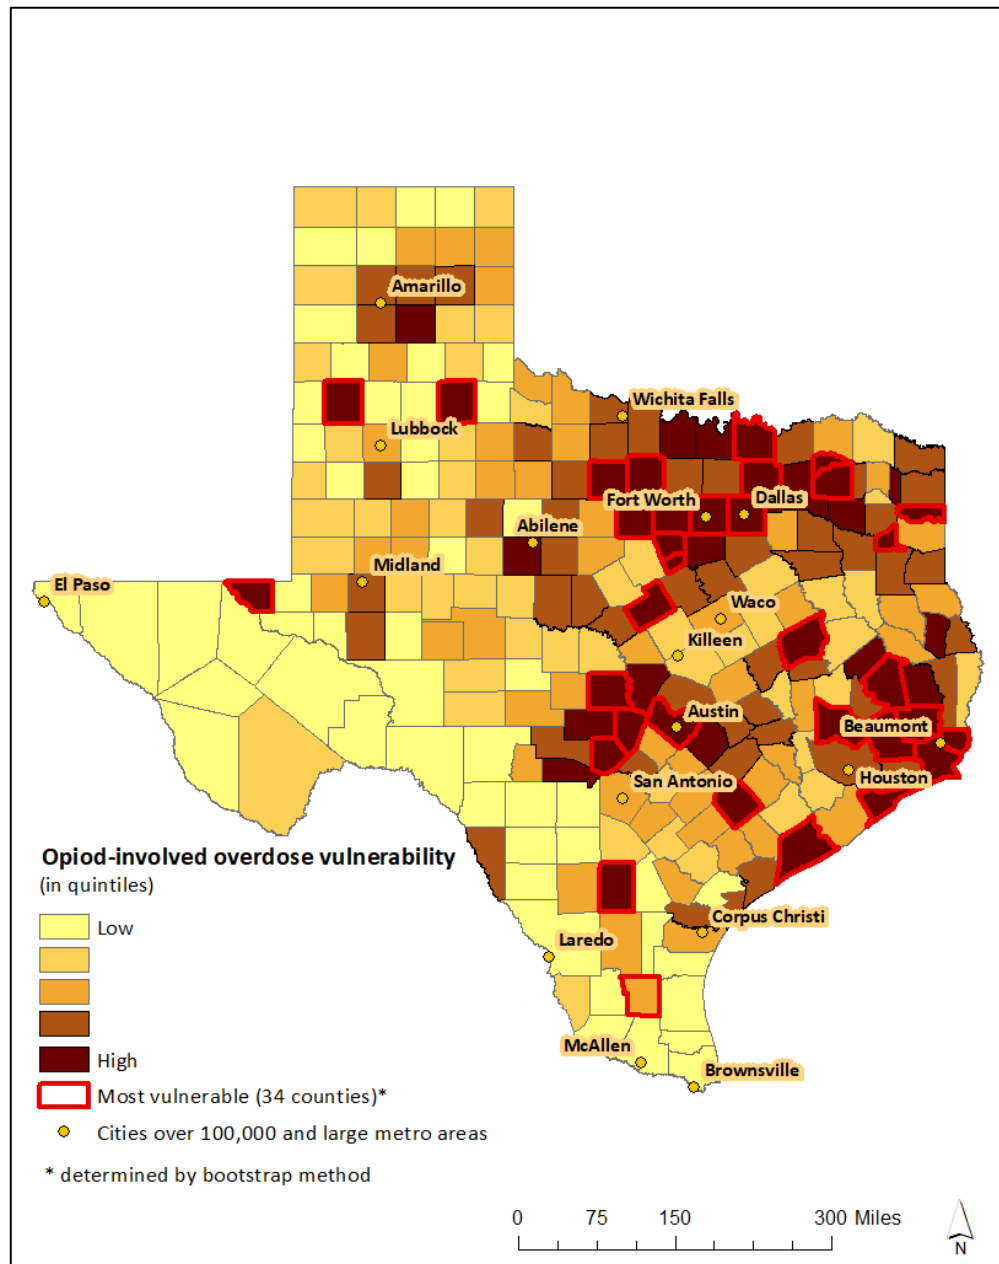 Amarillo
Wichita Falls
Lubbock
Fort Worth
Dallas
Abilene
Midland
El Paso
Waco
Killeen
Austin
Beaumont
Houston
San Antonio
Corpus Christi
Laredo
McAllen
Brownsville
Opiod-involved overdose vulnerability
(in quintiles)
Low
High
Most vulnerable (34 counties)*
Cities over 100,000 and large metro areas
* determined by bootstrap method
0 75 150 300 Miles
N